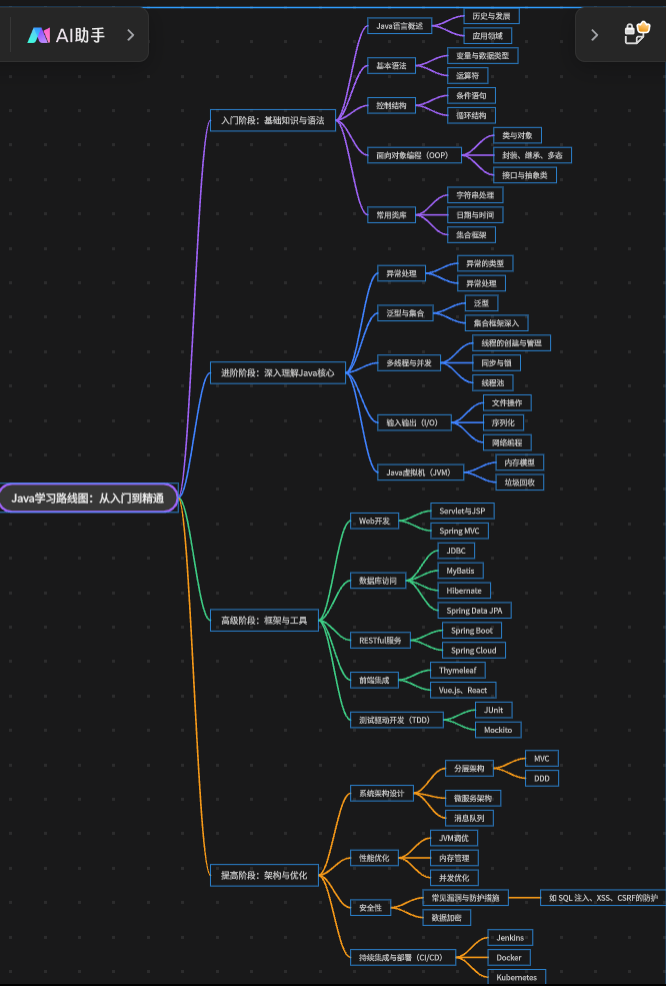 AI助手
Java学习路线图：从入门到精通
入门阶段：基础知识与语法
Java语言概述
历史与发展
应用领域
基本语法
变量与数据类型
运算符
控制结构
条件语句
循环结构
面向对象编程（OOP）
类与对象
封装、继承、多态
接口与抽象类
常用类库
字符串处理
日期与时间
集合框架
进阶阶段：深入理解Java核心
异常处理
异常的类型
异常处理
泛型与集合
泛型
集合框架深入
多线程与并发
线程的创建与管理
同步与锁
线程池
输入输出（I/O）
文件操作
序列化
网络编程
Java虚拟机（JVM）
内存模型
垃圾回收
高级阶段：框架与工具
Web开发
Servlet与JSP
Spring MVC
数据库访问
JDBC
MyBatis
Hibernate
Spring Data JPA
RESTful服务
Spring Boot
Spring Cloud
前端集成
Thymeleaf
Vue.js、React
测试驱动开发（TDD）
JUnit
Mockito
提高阶段：架构与优化
系统架构设计
分层架构
MVC
DDD
微服务架构
消息队列
性能优化
JVM调优
内存管理
并发优化
安全性
常见漏洞与防护措施
如 SQL 注入、XSS、CSRF的防护
数据加密
持续集成与部署（CI/CD）
Jenkins
Docker
Kubernetes